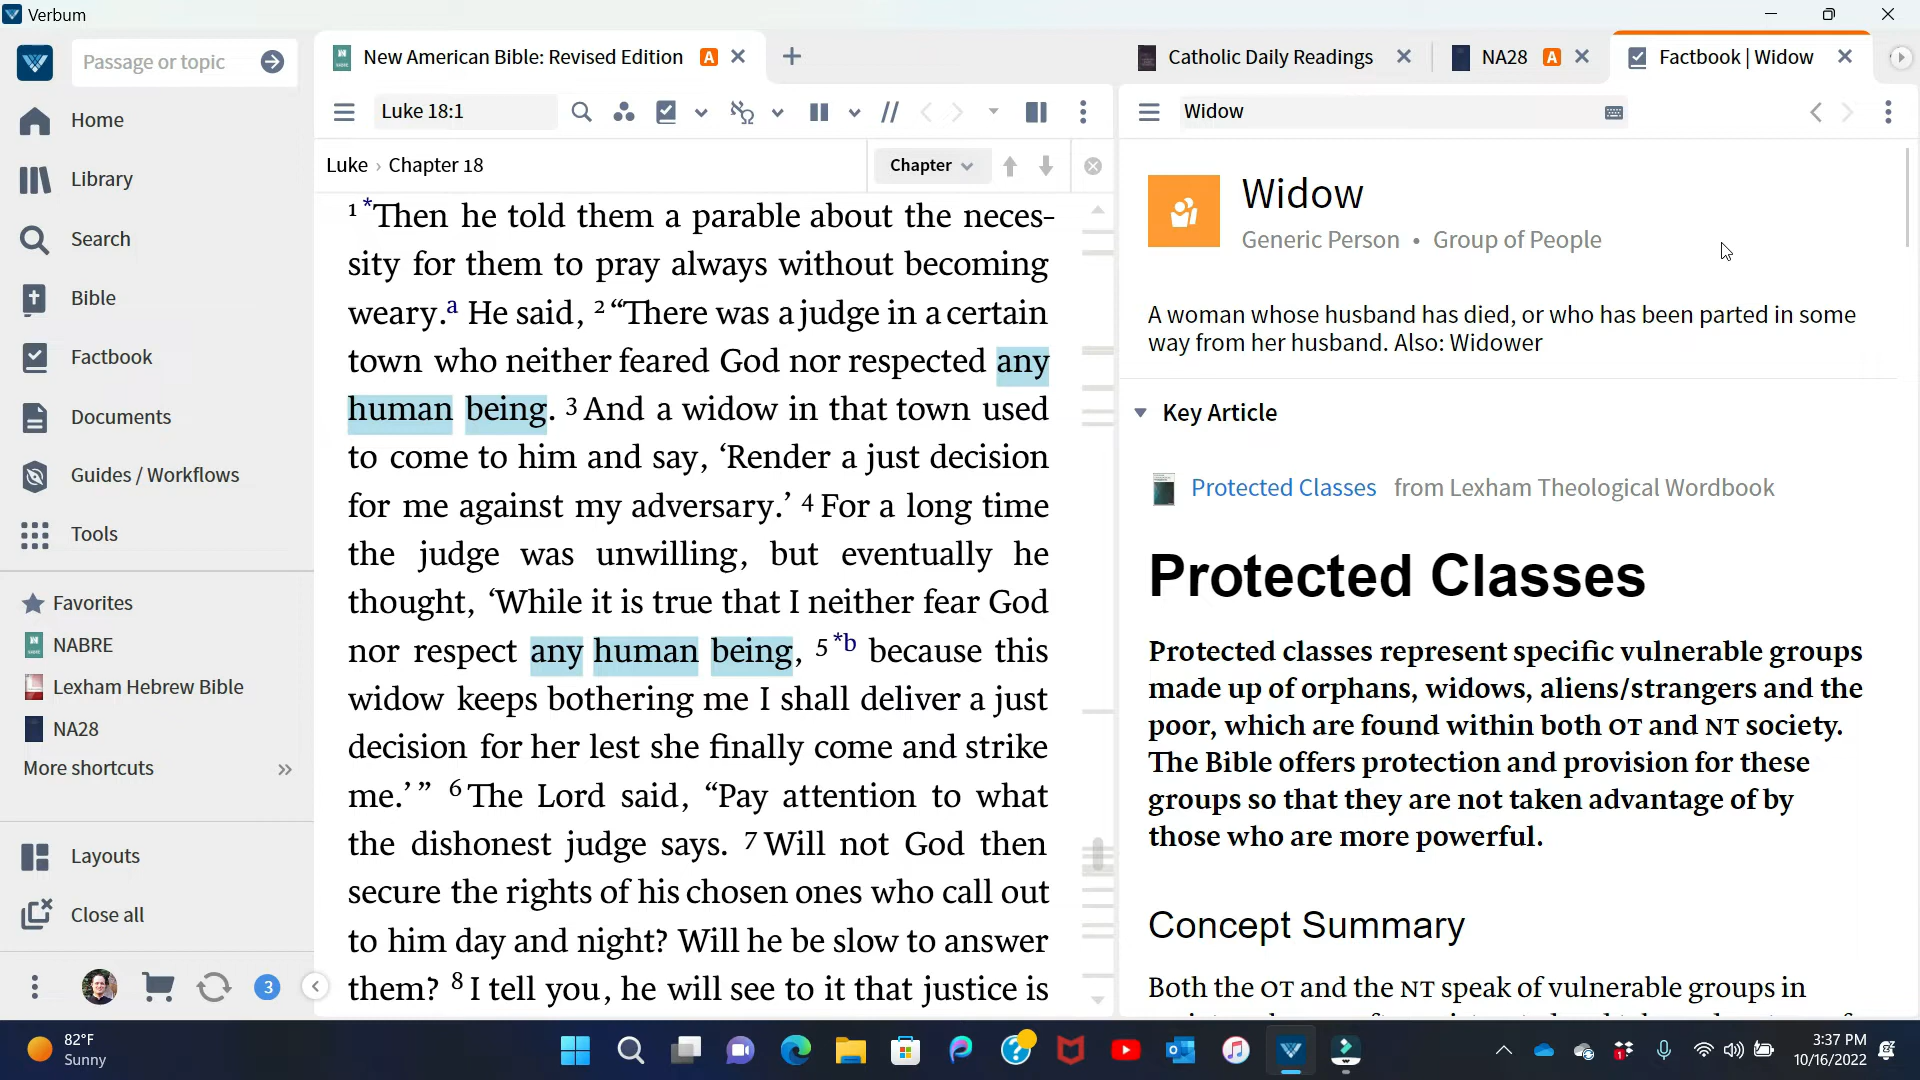 Verbum
Passage or topic
Home
Library
Search
Bible
Factbook
Documents
Guides / Workflows
Tools
Favorites
NABRE
Lexham Hebrew Bible
NA28
More shortcuts »
Layouts
Close all
3
New American Bible: Revised Edition A
Luke 18:1
Luke › Chapter 18
Chapter
1 *Then he told them a parable about the neces-
sity for them to pray always without becoming
weary.a He said, 2 “There was a judge in a certain
town who neither feared God nor respected any
human being. 3 And a widow in that town used
to come to him and say, ‘Render a just decision
for me against my adversary.’ 4 For a long time
the judge was unwilling, but eventually he
thought, ‘While it is true that I neither fear God
nor respect any human being, 5 *b because this
widow keeps bothering me I shall deliver a just
decision for her lest she finally come and strike
me.’ ” 6 The Lord said, “Pay attention to what
the dishonest judge says. 7 Will not God then
secure the rights of his chosen ones who call out
to him day and night? Will he be slow to answer
them? 8 I tell you, he will see to it that justice is
Catholic Daily Readings
NA28 A
Factbook | Widow
Widow
Widow
Generic Person • Group of People
A woman whose husband has died, or who has been parted in some
way from her husband. Also: Widower
Key Article
Protected Classes from Lexham Theological Wordbook
Protected Classes
Protected classes represent specific vulnerable groups
made up of orphans, widows, aliens/strangers and the
poor, which are found within both OT and NT society.
The Bible offers protection and provision for these
groups so that they are not taken advantage of by
those who are more powerful.
Concept Summary
Both the OT and the NT speak of vulnerable groups in
82°F
Sunny
3:37 PM
10/16/2022